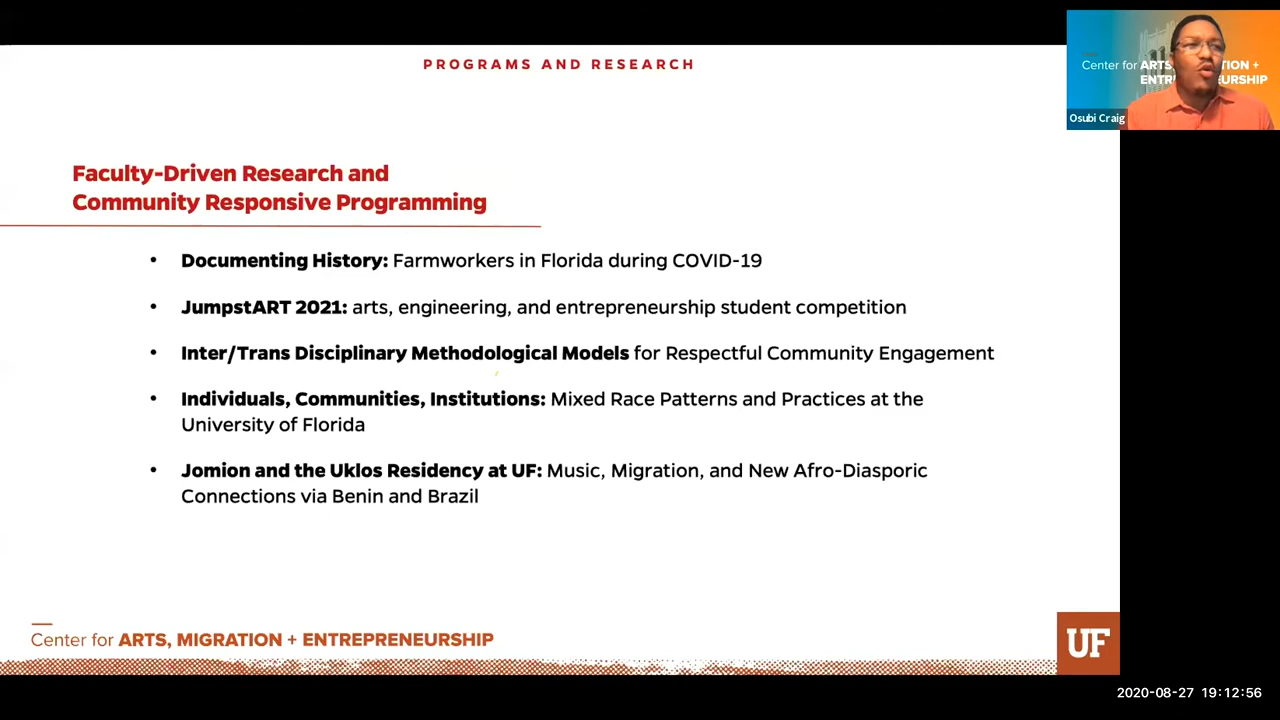 PROGRAMS AND RESEARCH
Center for ARTS, TION +
ENTR URSHIP
Osubi Craig
Faculty-Driven Research and
Community Responsive Programming
• Documenting History: Farmworkers in Florida during COVID-19
• JumpstART 2021: arts, engineering, and entrepreneurship student competition
• Inter/Trans Disciplinary Methodological Models for Respectful Community Engagement
• Individuals, Communities, Institutions: Mixed Race Patterns and Practices at the
University of Florida
• Jomion and the Uklos Residency at UF: Music, Migration, and New Afro-Diasporic
Connections via Benin and Brazil
Center for ARTS, MIGRATION + ENTREPRENEURSHIP
UF
2020-08-27 19:12:56